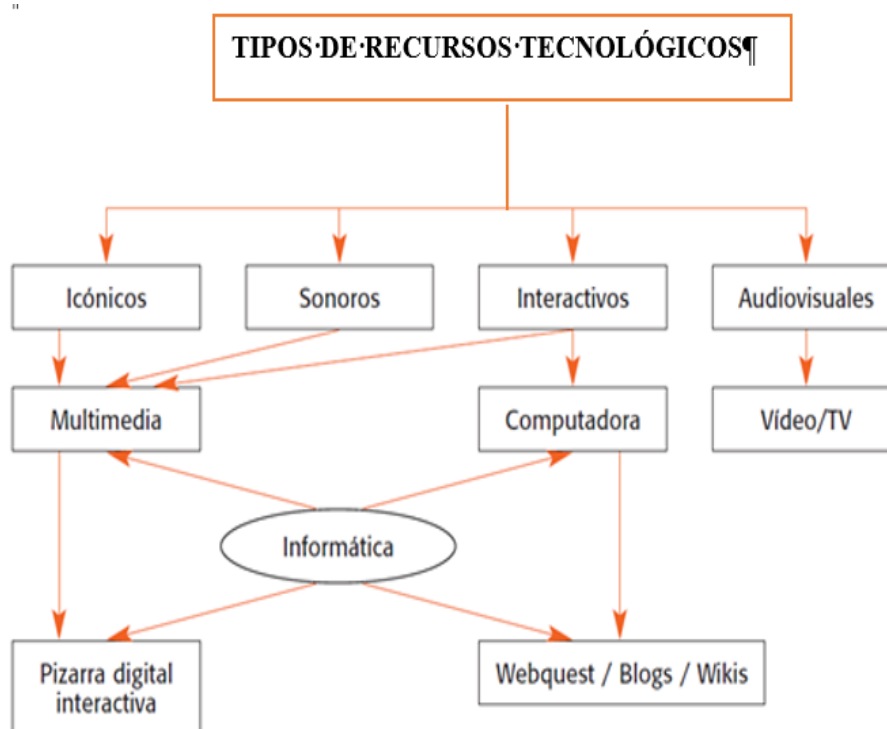 TIPOS·DE·RECURSOS·TECNOLÓGICOS¶
Icónicos
Sonoros
Interactivos
Audiovisuales
Multimedia
Computadora
Vídeo/TV
Informática
Pizarra digital
interactiva
Webquest / Blogs / Wikis